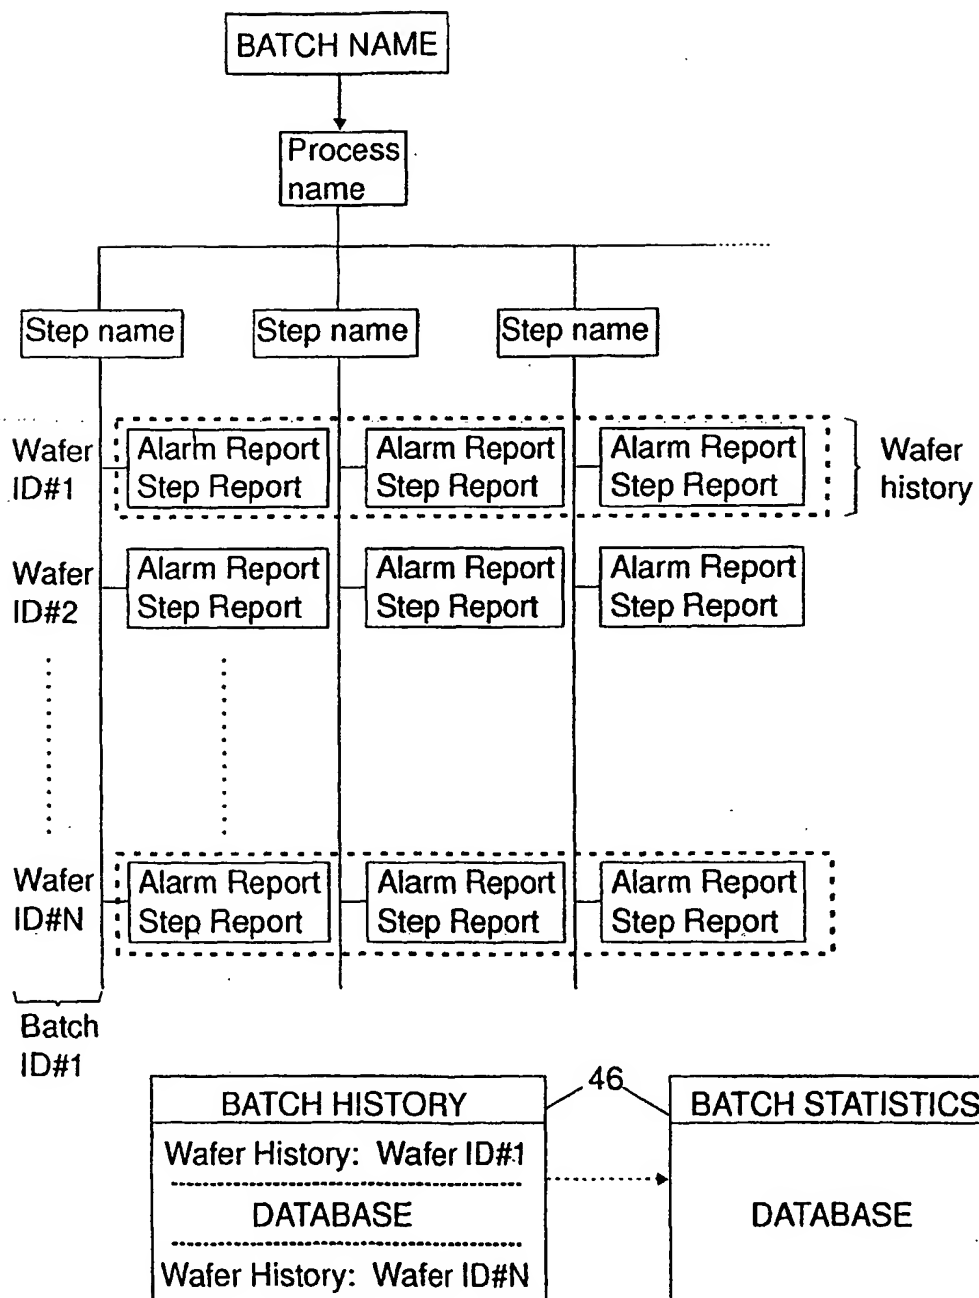 BATCH NAME
Process
name
Step name
Step name
Step name
Wafer
ID#1
Alarm Report
Step Report
Alarm Report
Step Report
Alarm Report
Step Report
Wafer
history
Wafer
ID#2
Alarm Report
Step Report
Alarm Report
Step Report
Alarm Report
Step Report
Wafer
ID#N
Alarm Report
Step Report
Alarm Report
Step Report
Alarm Report
Step Report
Batch
ID#1
46
BATCH HISTORY
Wafer History: Wafer ID#1
DATABASE
Wafer History: Wafer ID#N
BATCH STATISTICS
DATABASE